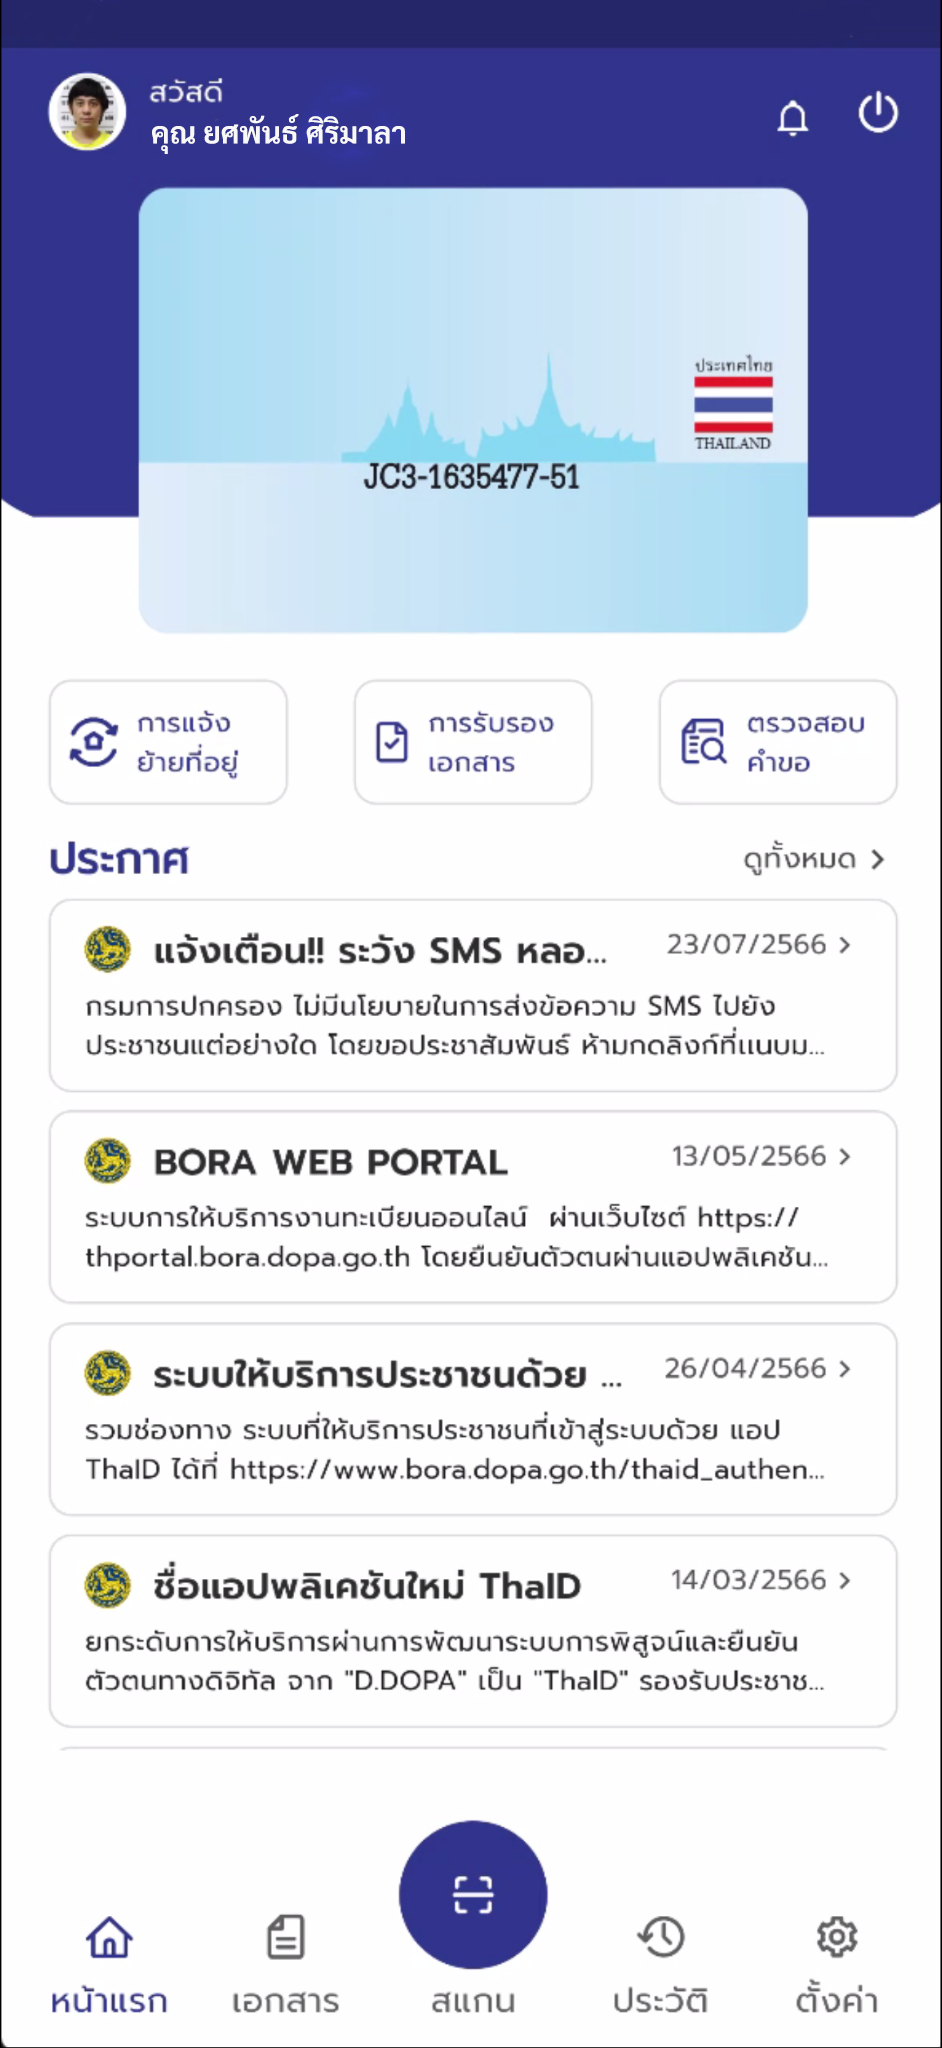 สวัสดี
คุณ ยศพันธ์ ศิริมาลา
ประเทศไทย
THAILAND
JC3-1635477-51
การแจ้ง
ย้ายที่อยู่
การรับรอง
เอกสาร
ตรวจสอบ
คำขอ
ประกาศ
ดูทั้งหมด
แจ้งเตือน!! ระวัง SMS หลอ... 23/07/2566
กรมการปกครอง ไม่มีนโยบายในการส่งข้อความ SMS ไปยัง
ประชาชนแต่อย่างใด โดยขอประชาสัมพันธ์ ห้ามกดลิงก์ที่แนบม...
BORA WEB PORTAL 13/05/2566
ระบบการให้บริการงานทะเบียนออนไลน์ ผ่านเว็บไซต์ https://
thportal.bora.dopa.go.th โดยยืนยันตัวตนผ่านแอปพลิเคชัน...
ระบบให้บริการประชาชนด้วย ... 26/04/2566
รวมช่องทาง ระบบที่ให้บริการประชาชนที่เข้าสู่ระบบด้วย แอป
ThaID ได้ที่ https://www.bora.dopa.go.th/thaid_authen...
ชื่อแอปพลิเคชันใหม่ ThaID 14/03/2566
ยกระดับการให้บริการผ่านการพัฒนาระบบการพิสูจน์และยืนยัน
ตัวตนทางดิจิทัล จาก "D.DOPA" เป็น "ThaID" รองรับประชาช...
หน้าแรก
เอกสาร
สแกน
ประวัติ
ตั้งค่า